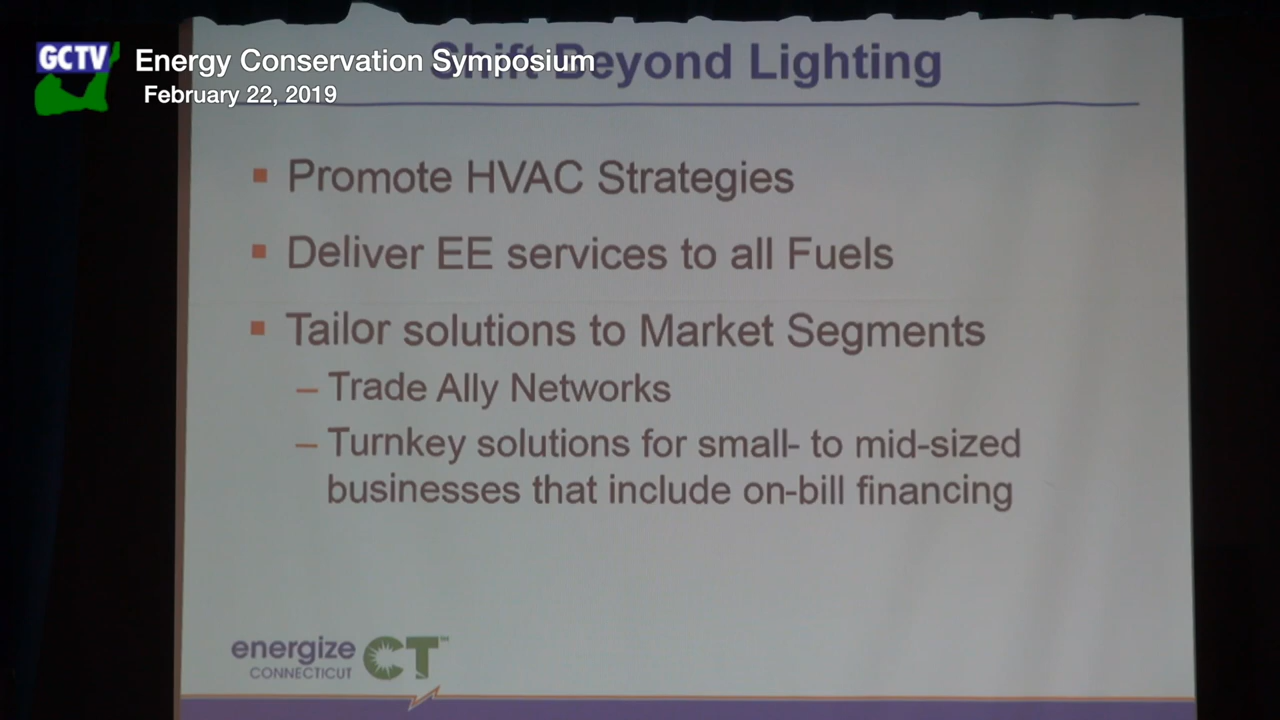 GCTV
Energy Conservation Symposium
February 22, 2019
Shift Beyond Lighting
▪ Promote HVAC Strategies
▪ Deliver EE services to all Fuels
▪ Tailor solutions to Market Segments
– Trade Ally Networks
– Turnkey solutions for small- to mid-sized
businesses that include on-bill financing
energize CT™
CONNECTICUT